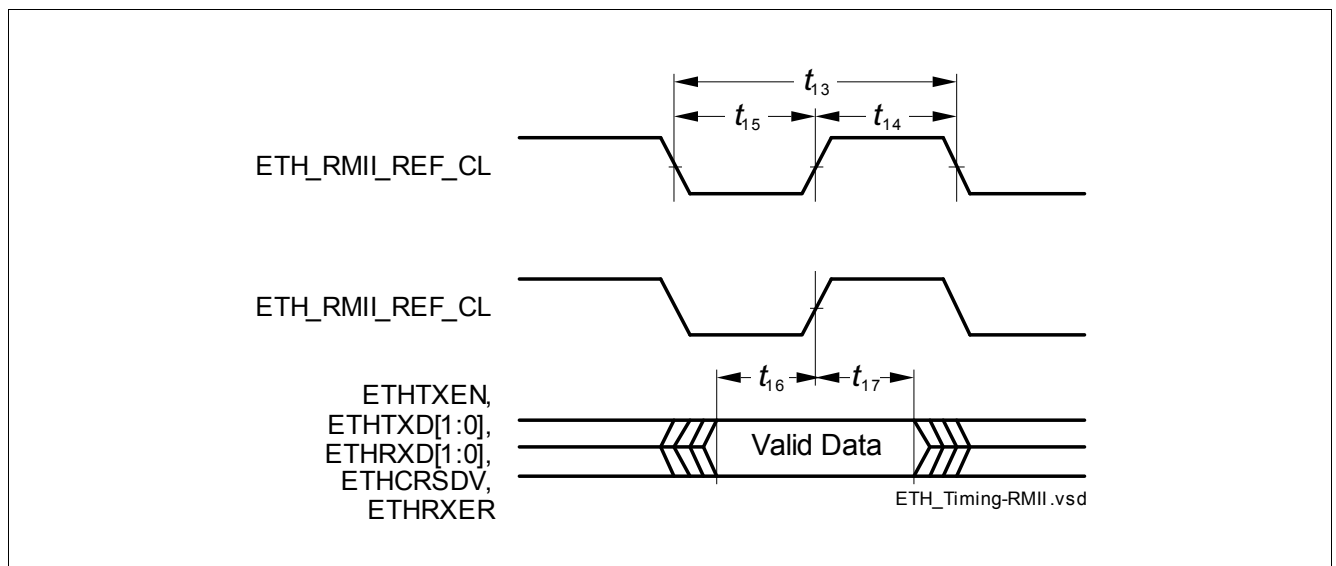 t13
t15 t14
ETH_RMII_REF_CL
ETH_RMII_REF_CL
t16 t17
ETHTXEN,
ETHTXD[1:0],
ETHRXD[1:0],
ETHCRSDV,
ETHRXER
Valid Data
ETH_Timing-RMII.vsd